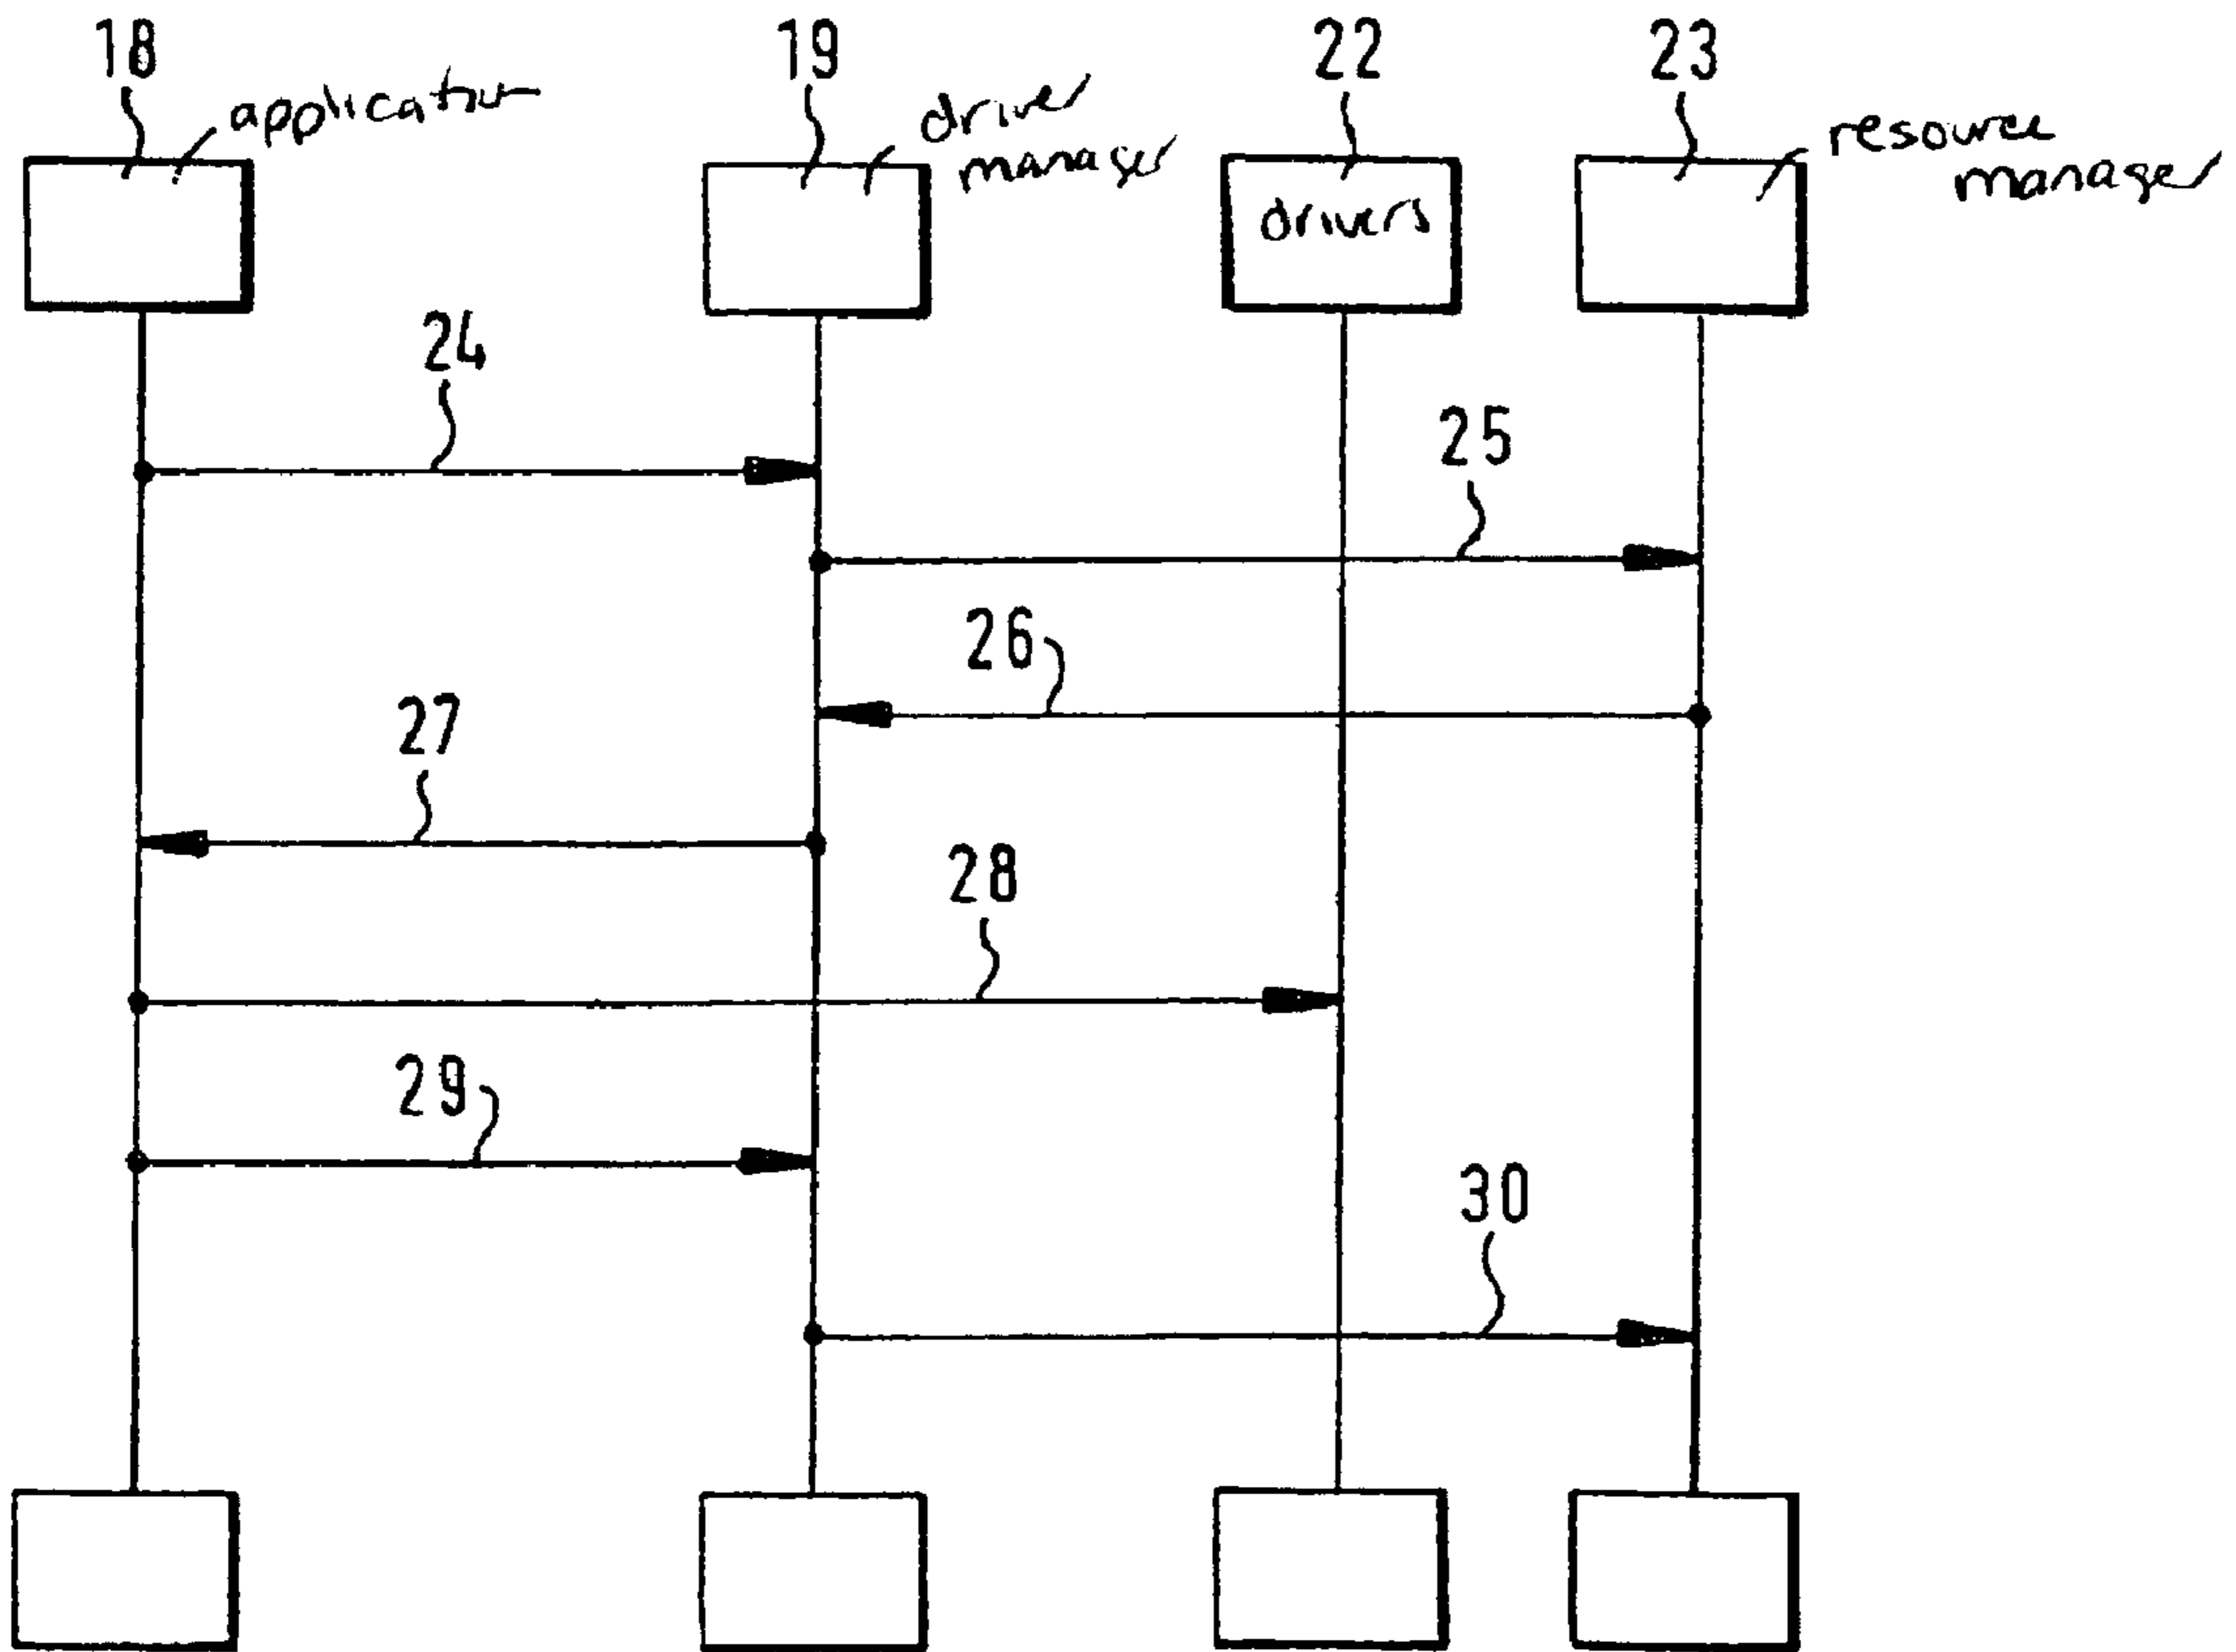 18
19
22
23
application
driver
manager
drivers
resource
manager
24
25
26
27
28
29
30